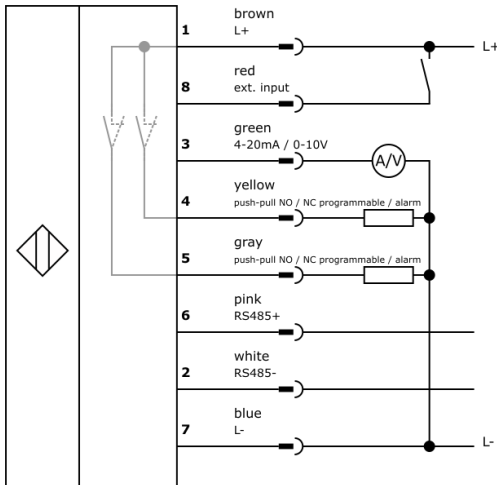 brown
1 L+
L+
red
8 ext. input
green
3 4-20mA / 0-10V
A/V
yellow
4 push-pull NO / NC programmable / alarm
gray
5 push-pull NO / NC programmable / alarm
pink
6 RS485+
white
2 RS485-
blue
7 L-
L-